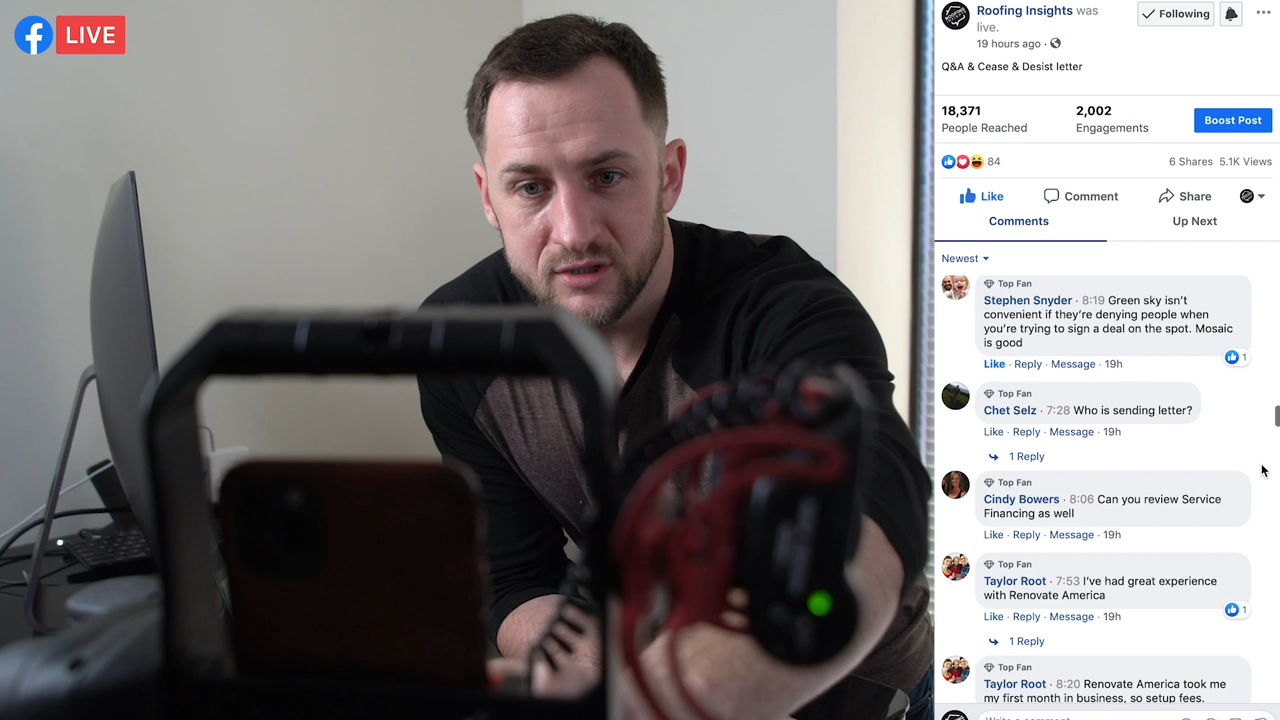 LIVE
Roofing Insights was
live.
19 hours ago
Following
Q&A & Cease & Desist letter
18,371
People Reached
2,002
Engagements
Boost Post
84
6 Shares 5.1K Views
Like
Comment
Share
Comments
Up Next
Newest
Top Fan
Stephen Snyder · 8:19 Green sky isn't
convenient if they're denying people when
you're trying to sign a deal on the spot. Mosaic
is good
1
Like · Reply · Message · 19h
Top Fan
Chet Selz · 7:28 Who is sending letter?
Like · Reply · Message · 19h
1 Reply
Top Fan
Cindy Bowers · 8:06 Can you review Service
Financing as well
Like · Reply · Message · 19h
Top Fan
Taylor Root · 7:53 I've had great experience
with Renovate America
1
Like · Reply · Message · 19h
1 Reply
Top Fan
Taylor Root · 8:20 Renovate America took me
my first month in business, so setup fees.
Write a comment